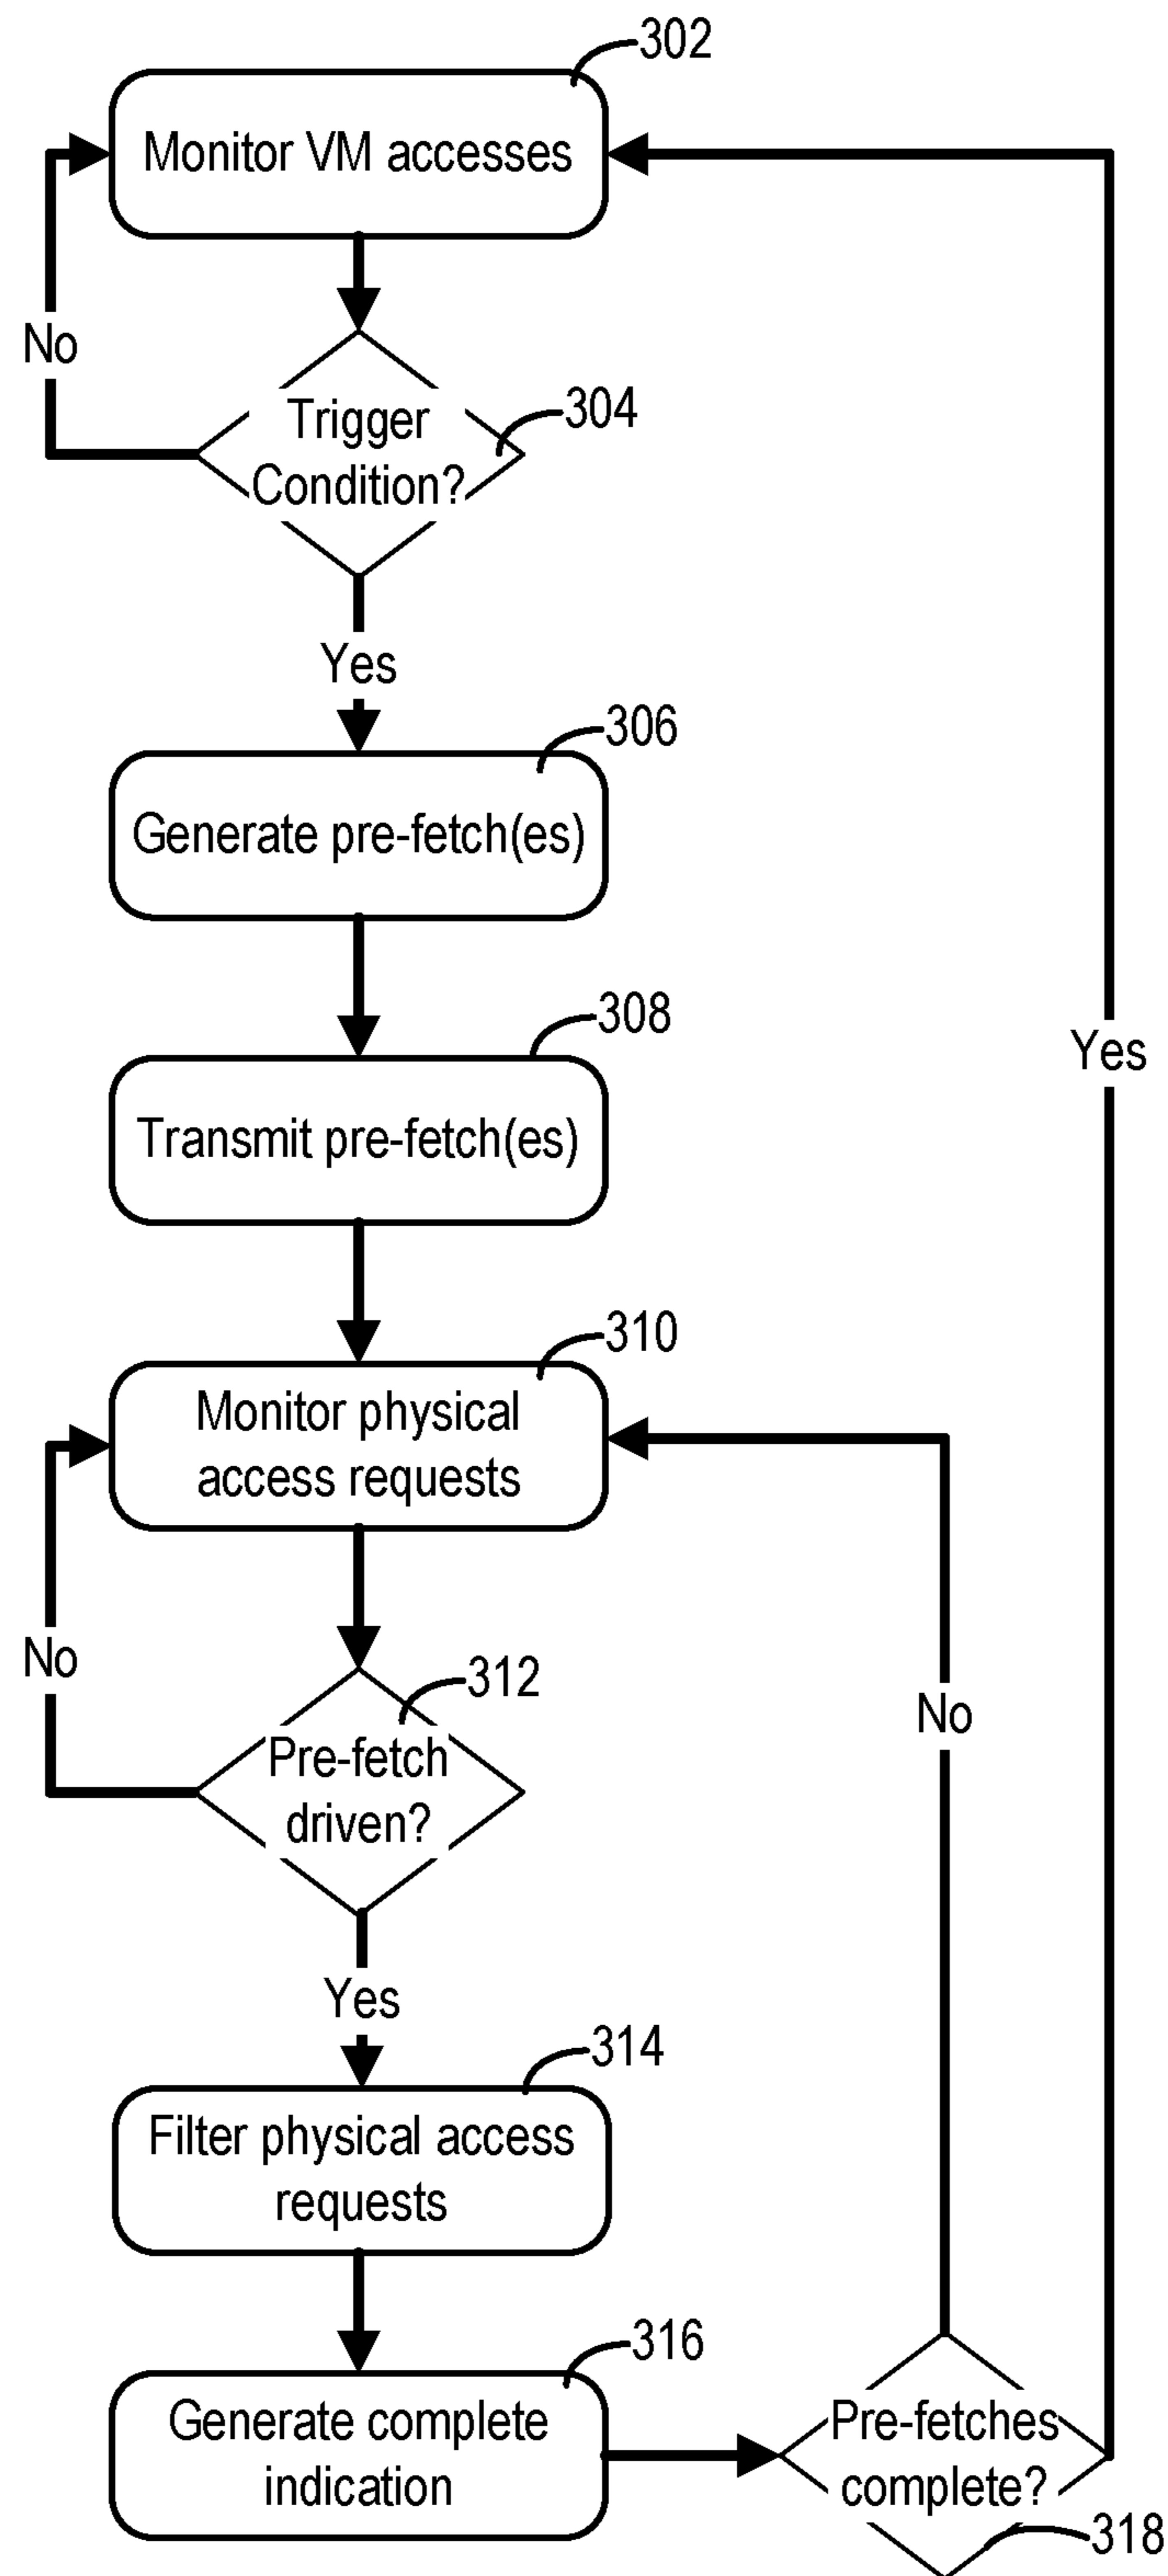 302
Monitor VM accesses
No
Trigger
Condition?
304
Yes
306
Generate pre-fetch(es)
308
Transmit pre-fetch(es)
Yes
310
Monitor physical
access requests
No
312
Pre-fetch
driven?
No
Yes
314
Filter physical access
requests
316
Generate complete
indication
Pre-fetches
complete?
318